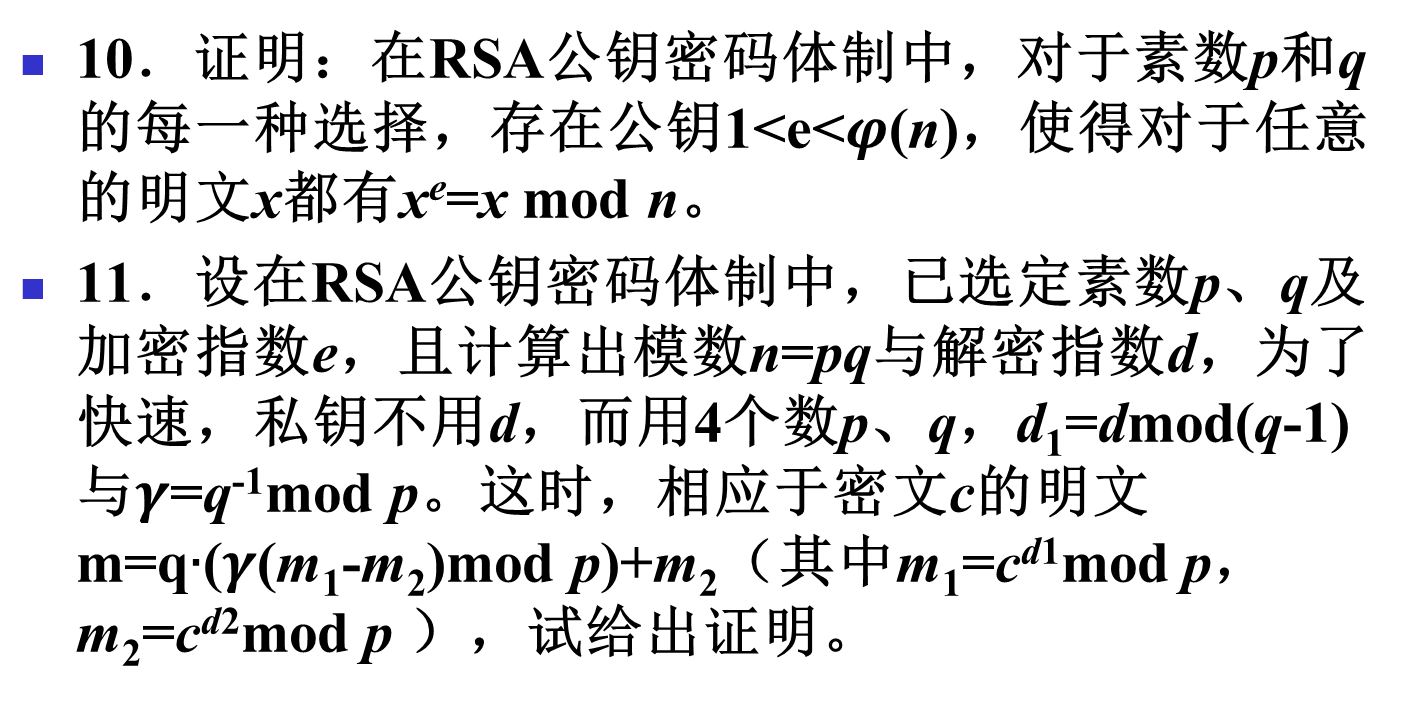 10．证明：在RSA公钥密码体制中，对于素数p和q
的每一种选择，存在公钥1<e<φ(n)，使得对于任意
的明文x都有xᵉ=x mod n。
11．设在RSA公钥密码体制中，已选定素数p、q及
加密指数e，且计算出模数n=pq与解密指数d，为了
快速，私钥不用d，而用4个数p、q，d₁=dmod(q-1)
与γ=q⁻¹mod p。这时，相应于密文c的明文
m=q·(γ(m₁-m₂)mod p)+m₂（其中m₁=cᵈ¹mod p，
m₂=cᵈ²mod p ），试给出证明。